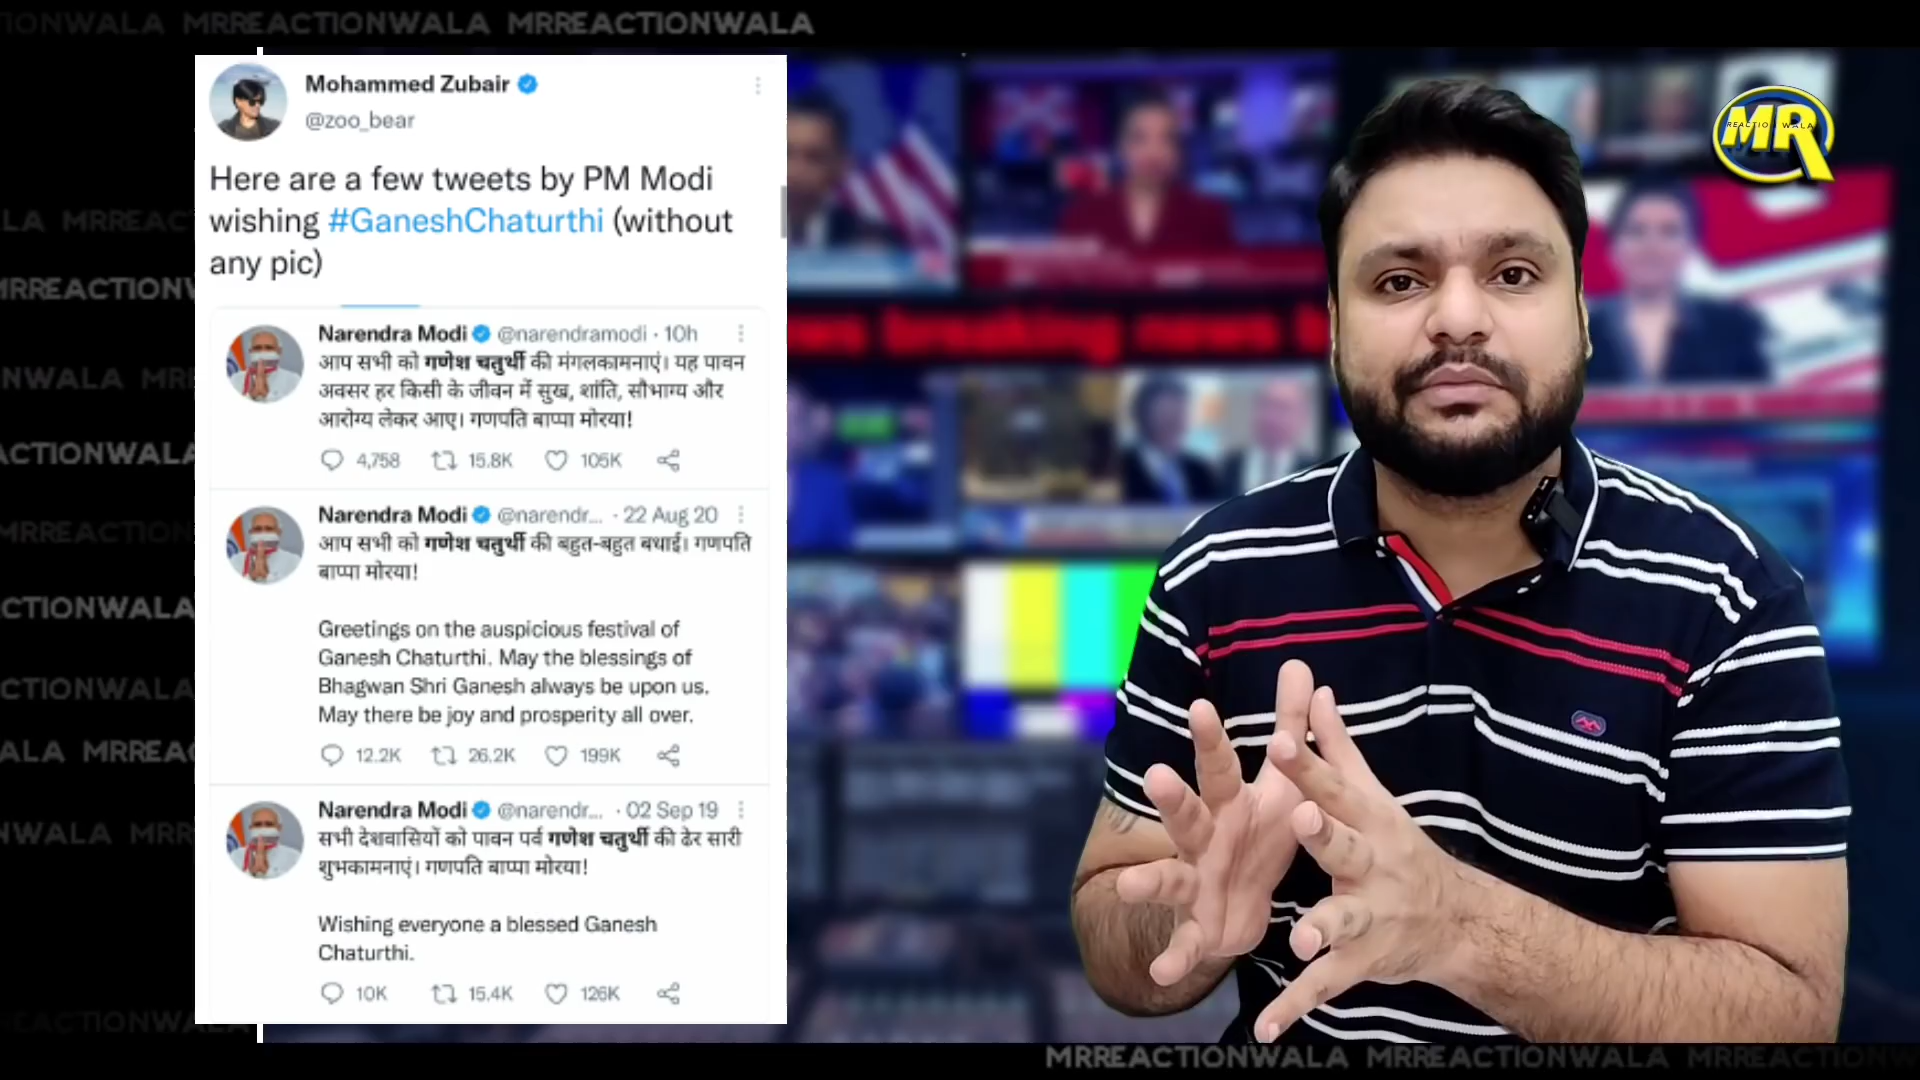 MRREACTIONWALA MRREACTIONWALA
Mohammed Zubair
@zoo_bear
Here are a few tweets by PM Modi
wishing #GaneshChaturthi (without
any pic)
Narendra Modi @narendramodi · 10h
आप सभी को गणेश चतुर्थी की मंगलकामनाएं। यह पावन
अवसर हर किसी के जीवन में सुख, शांति, सौभाग्य और
आरोग्य लेकर आए। गणपति बाप्पा मोरया!
4,758 15.8K 105K
Narendra Modi @narendr... · 22 Aug 20
आप सभी को गणेश चतुर्थी की बहुत-बहुत बधाई। गणपति
बाप्पा मोरया!
Greetings on the auspicious festival of
Ganesh Chaturthi. May the blessings of
Bhagwan Shri Ganesh always be upon us.
May there be joy and prosperity all over.
12.2K 26.2K 199K
Narendra Modi @narendr... · 02 Sep 19
सभी देशवासियों को पावन पर्व गणेश चतुर्थी की ढेर सारी
शुभकामनाएं। गणपति बाप्पा मोरया!
Wishing everyone a blessed Ganesh
Chaturthi.
10K 15.4K 126K
MR
REACTION WALA
breaking news
MRREACTIONWALA MRREACTIONWALA